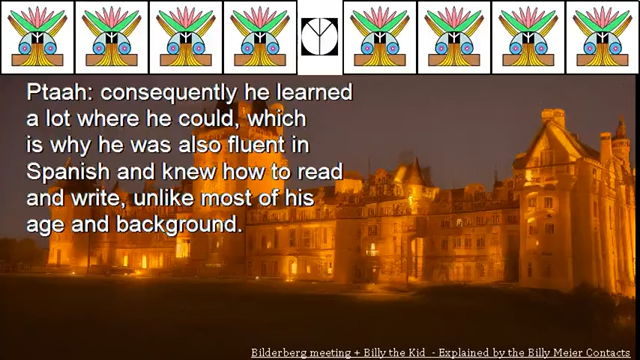 Ptaah: consequently he learned
a lot where he could, which
is why he was also fluent in
Spanish and knew how to read
and write, unlike most of his
age and background.
Bilderberg meeting + Billy the Kid - Explained by the Billy Meier Contacts